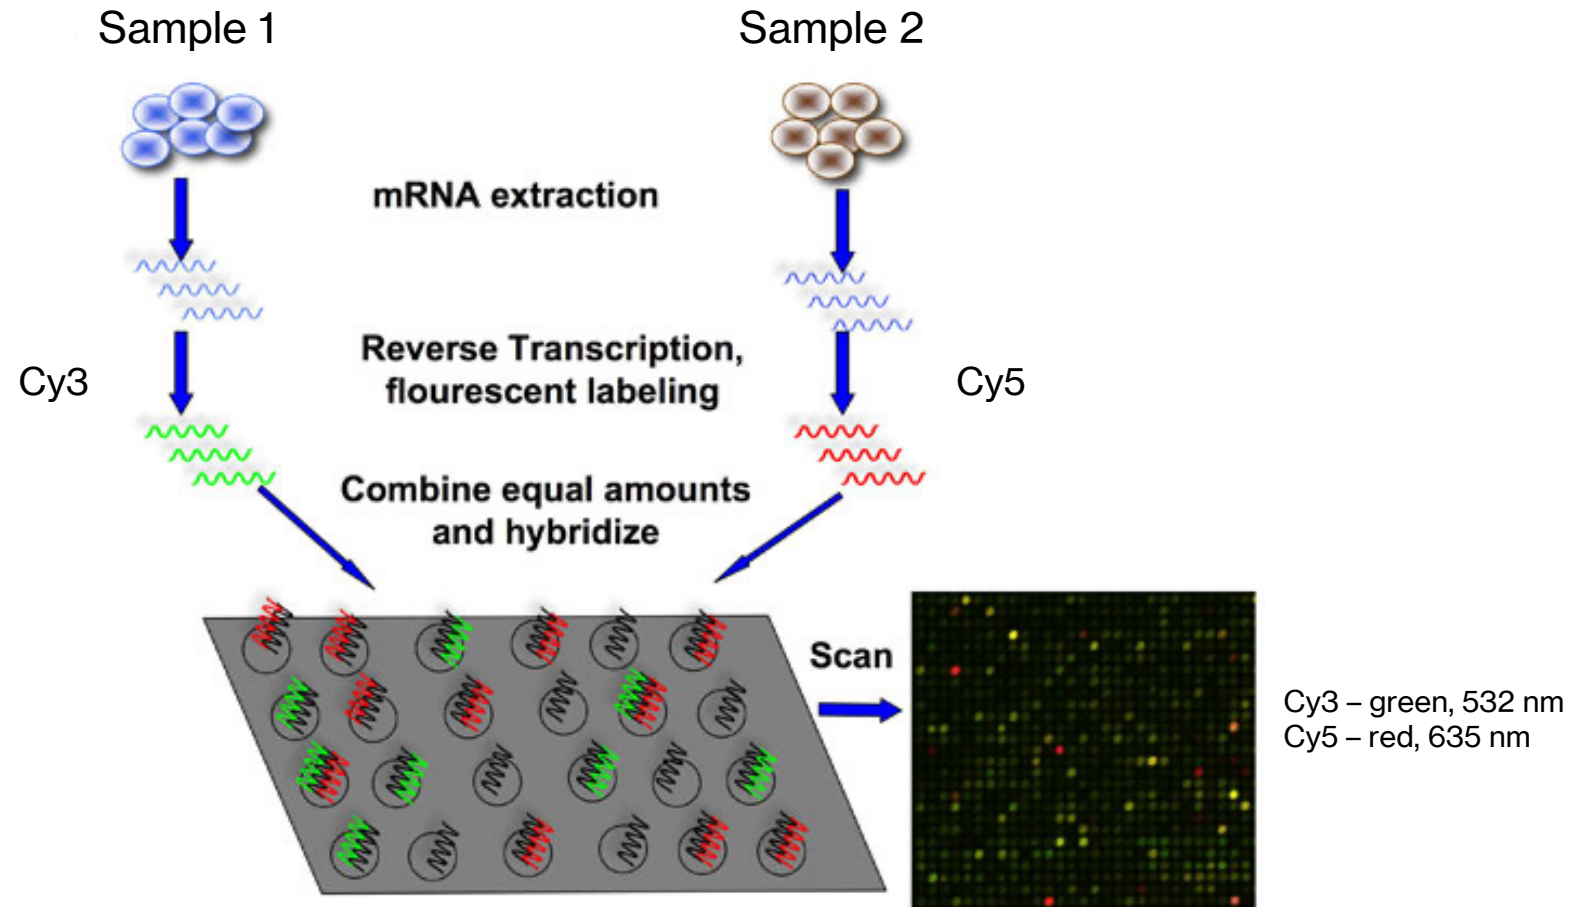 Sample 1
Sample 2
mRNA extraction
Reverse Transcription,
flourescent labeling
Cy3
Cy5
Combine equal amounts
and hybridize
Scan
Cy3 – green, 532 nm
Cy5 – red, 635 nm